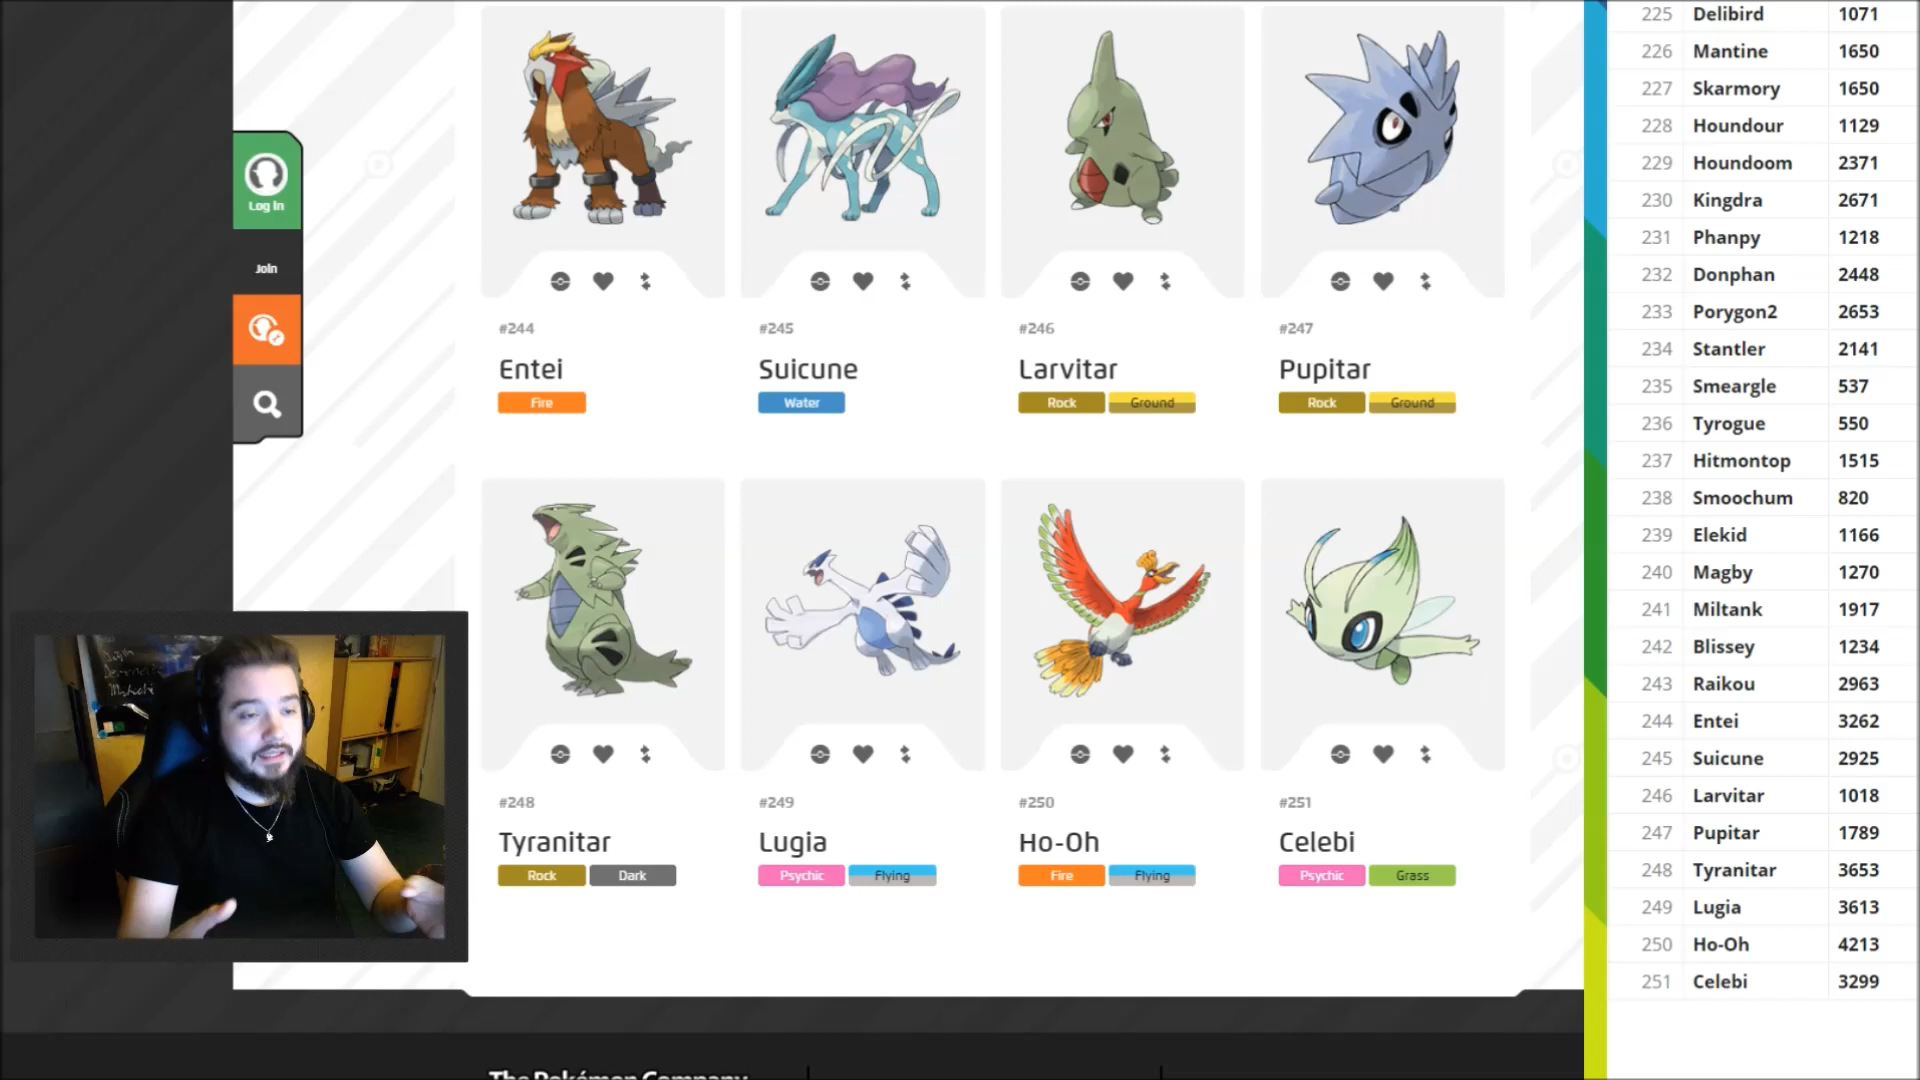 Log In
Join
#244
Entei
Fire
#245
Suicune
Water
#246
Larvitar
Rock Ground
#247
Pupitar
Rock Ground
#248
Tyranitar
Rock Dark
#249
Lugia
Psychic Flying
#250
Ho-Oh
Fire Flying
#251
Celebi
Psychic Grass
The Pokémon Company
225 Delibird 1071
226 Mantine 1650
227 Skarmory 1650
228 Houndour 1129
229 Houndoom 2371
230 Kingdra 2671
231 Phanpy 1218
232 Donphan 2448
233 Porygon2 2653
234 Stantler 2141
235 Smeargle 537
236 Tyrogue 550
237 Hitmontop 1515
238 Smoochum 820
239 Elekid 1166
240 Magby 1270
241 Miltank 1917
242 Blissey 1234
243 Raikou 2963
244 Entei 3262
245 Suicune 2925
246 Larvitar 1018
247 Pupitar 1789
248 Tyranitar 3653
249 Lugia 3613
250 Ho-Oh 4213
251 Celebi 3299